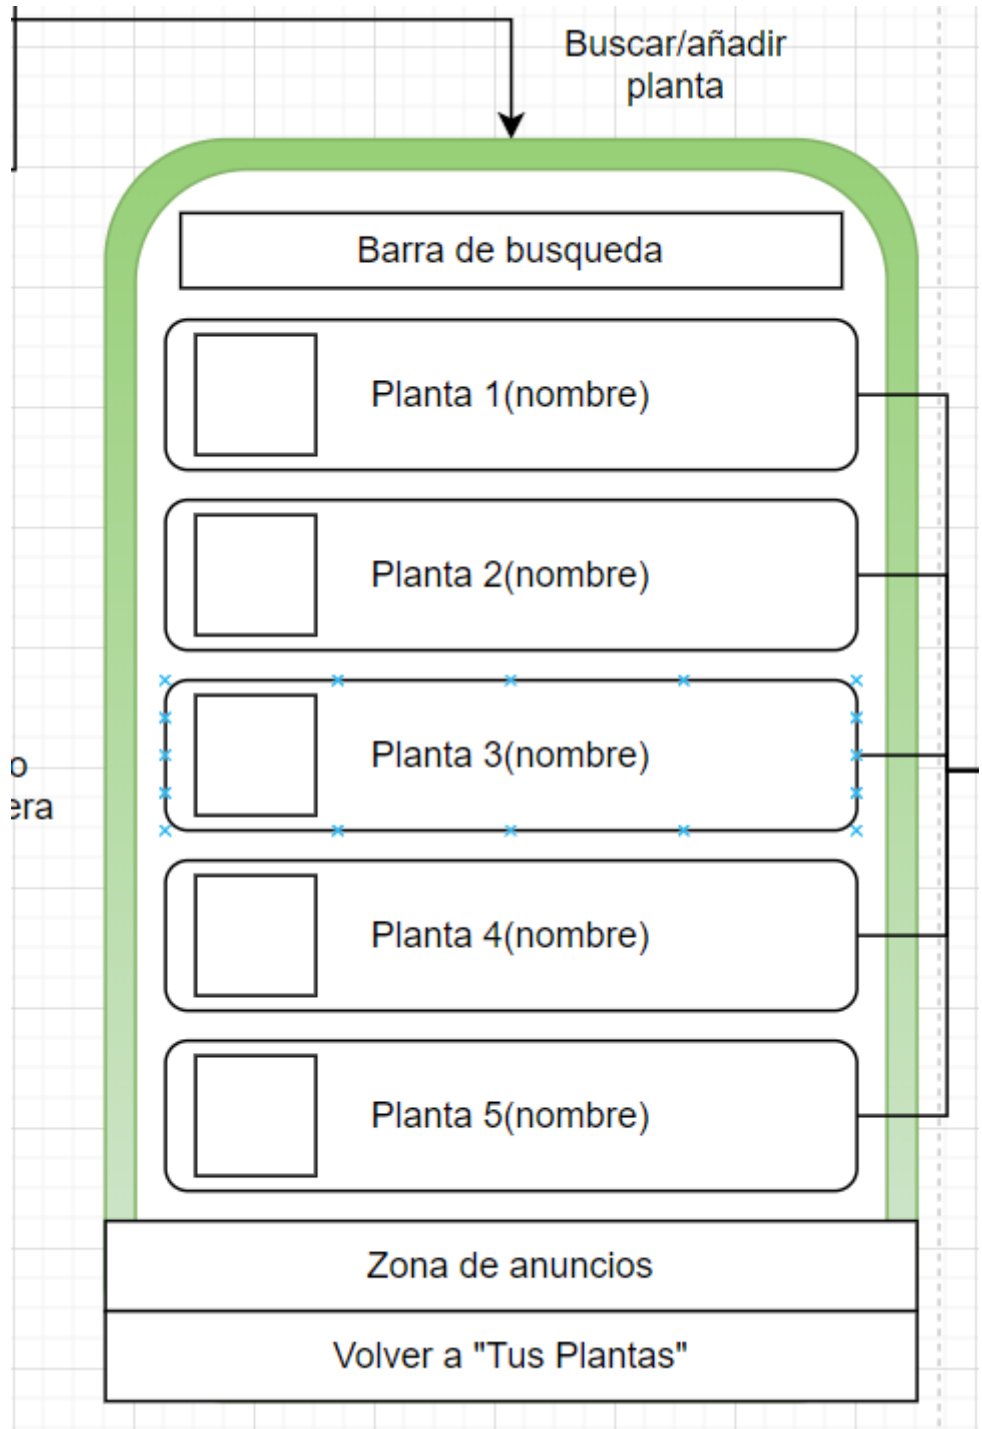 Buscar/añadir
planta
Barra de busqueda
Planta 1(nombre)
Planta 2(nombre)
Planta 3(nombre)
o
era
Planta 4(nombre)
Planta 5(nombre)
Zona de anuncios
Volver a "Tus Plantas"